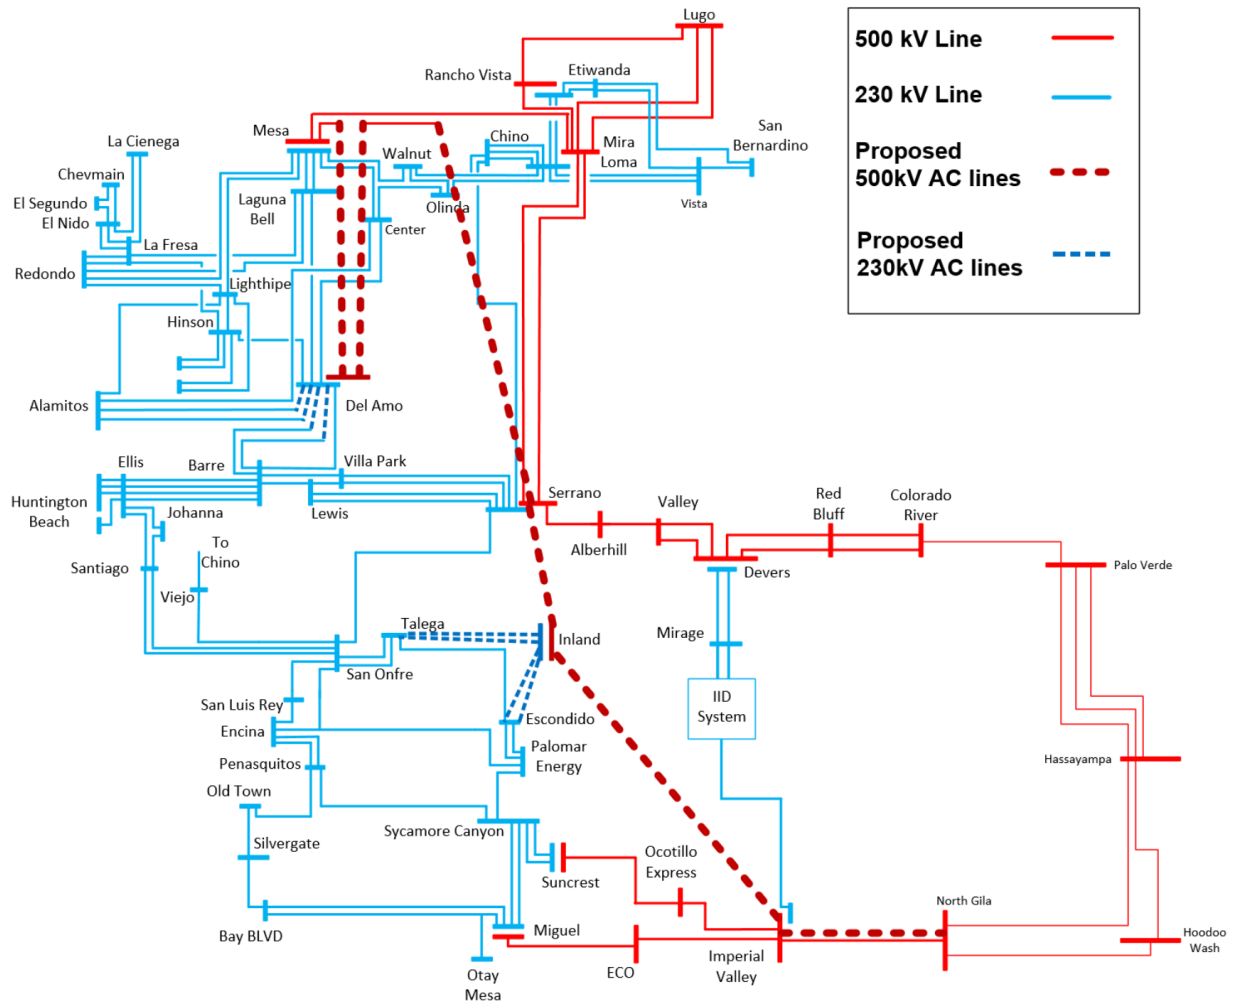 Lugo
500 kV Line
Rancho Vista
Etiwanda
230 kV Line
Mesa
La Cienega
Chino
Mira
Loma
San
Bernardino
Walnut
Proposed
500kV AC lines
Chevmain
El Segundo
El Nido
Laguna
Bell
Olinda
Vista
Center
La Fresa
Proposed
230kV AC lines
Redondo
Lighthipe
Hinson
Alamitos
Del Amo
Ellis
Barre
Villa Park
Huntington
Beach
Johanna
Lewis
Serrano
Valley
Red
Bluff
Colorado
River
Alberhill
To
Chino
Santiago
Viejo
Devers
Palo Verde
Talega
Inland
Mirage
San Onfre
San Luis Rey
IID
System
Encina
Escondido
Palomar
Energy
Penasquitos
Hassayampa
Old Town
Silvergate
Sycamore Canyon
Ocotillo
Express
Suncrest
North Gila
Bay BLVD
Miguel
Hoodoo
Wash
Imperial
Valley
ECO
Otay
Mesa